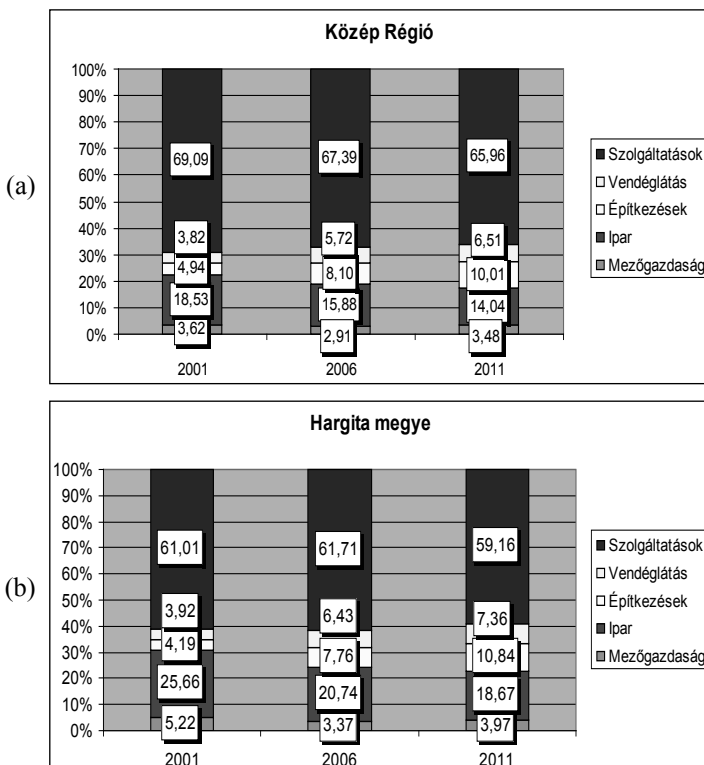 (a)
Közép Régió
100%
90%
80%
70%
60%
50%
40%
30%
20%
10%
0%
69,09 67,39 65,96
3,82 5,72 6,51
4,94 8,10 10,01
18,53 15,88 14,04
3,62 2,91 3,48
2001 2006 2011
Szolgáltatások
Vendéglátás
Építkezések
Ipar
Mezőgazdaság
(b)
Hargita megye
100%
90%
80%
70%
60%
50%
40%
30%
20%
10%
0%
61,01 61,71 59,16
3,92 6,43 7,36
4,19 7,76 10,84
25,66 20,74 18,67
5,22 3,37 3,97
2001 2006 2011
Szolgáltatások
Vendéglátás
Építkezések
Ipar
Mezőgazdaság